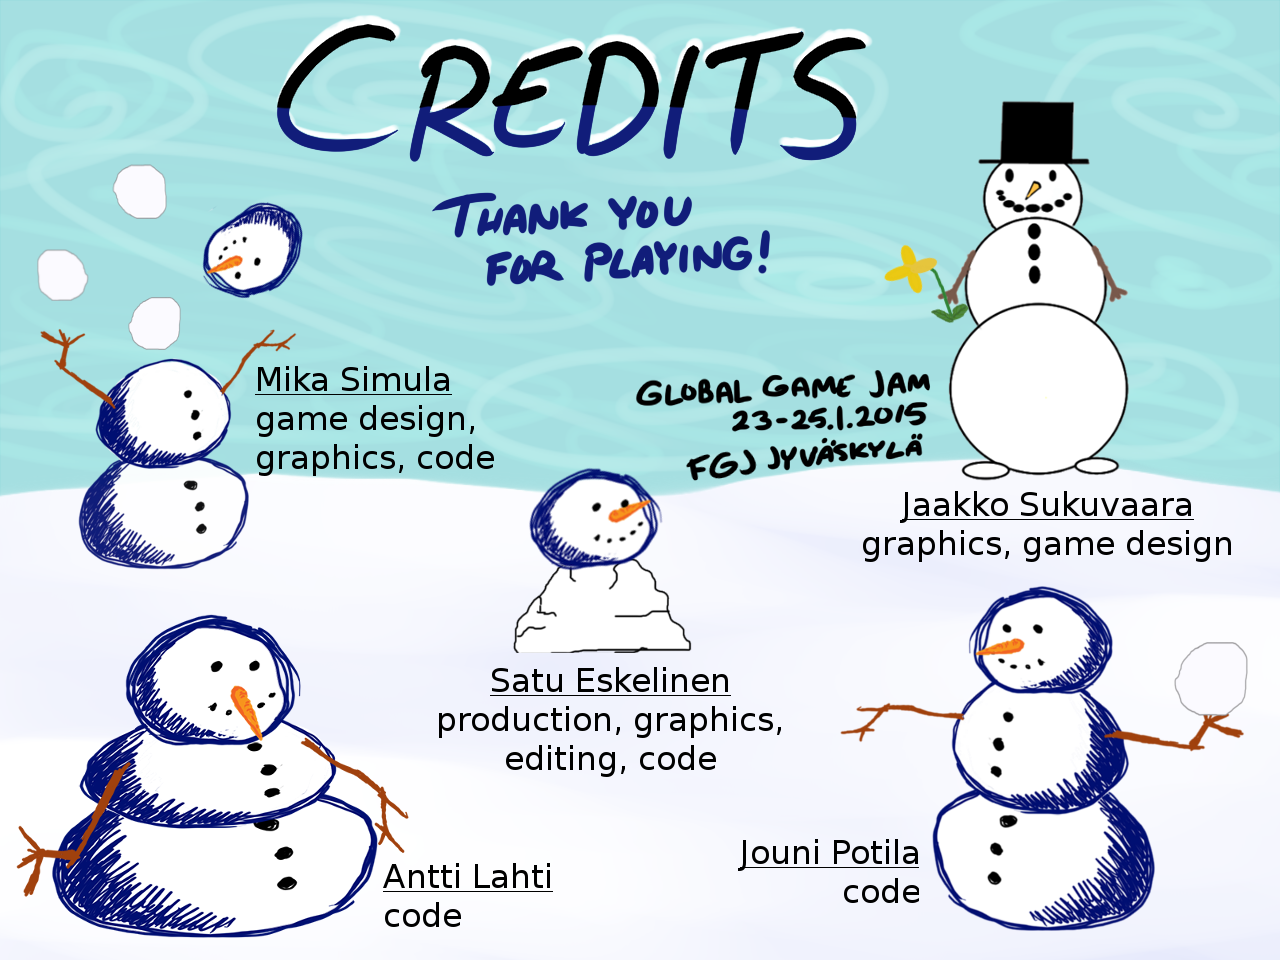 CREDITS
THANK YOU
FOR PLAYING!
Mika Simula
game design,
graphics, code
GLOBAL GAME JAM
23-25.1.2015
FGJ JYVÄSKYLÄ
Jaakko Sukuvaara
graphics, game design
Satu Eskelinen
production, graphics,
editing, code
Antti Lahti
code
Jouni Potila
code